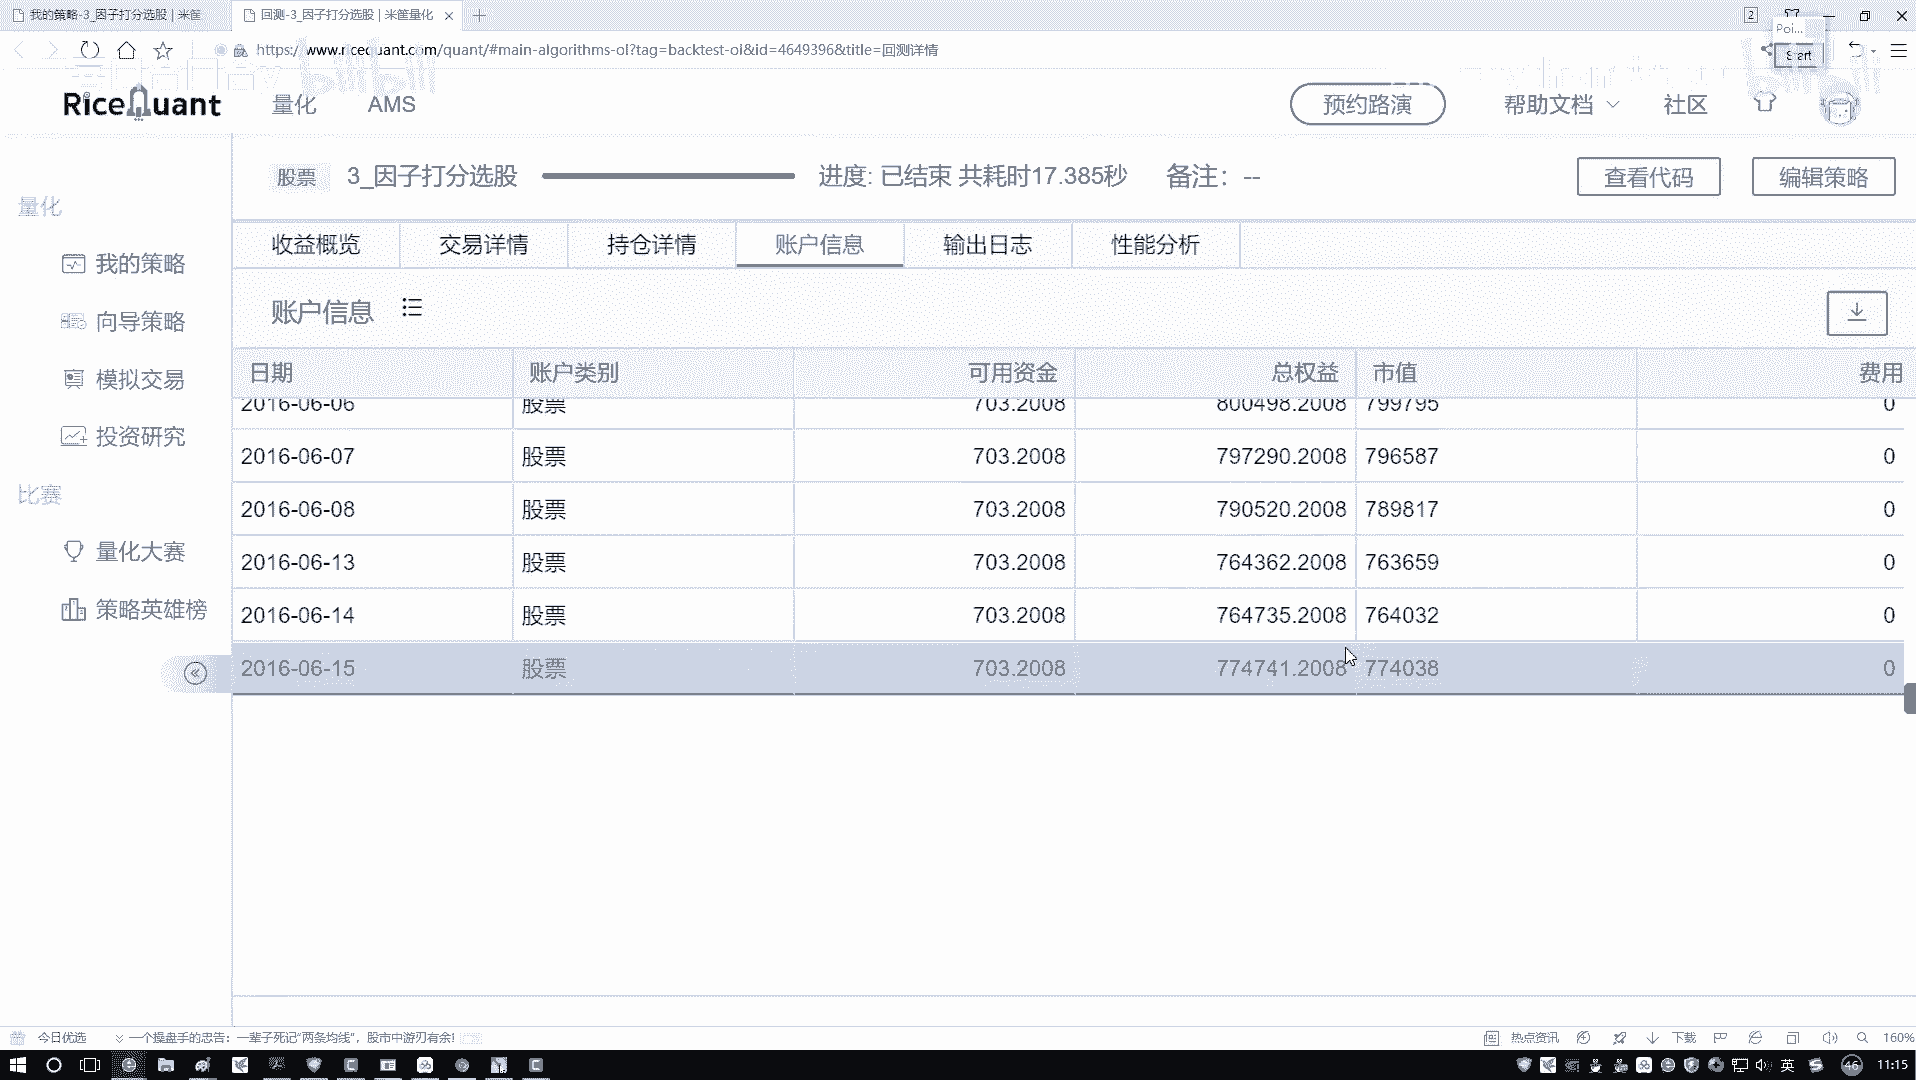 我的策略-3_因子打分选股 | 米筐
回测-3_因子打分选股 | 米筐量化
2
Poi...
https://www.ricequant.com/quant/#main-algorithms-ol?tag=backtest-ol&id=4649396&title=回测详情
Start
RiceQuant 量化 AMS 预约路演 帮助文档 社区
股票 3_因子打分选股 进度: 已结束 共耗时17.385秒 备注: -- 查看代码 编辑策略
量化
我的策略
向导策略
模拟交易
投资研究
比赛
量化大赛
策略英雄榜
收益概览 交易详情 持仓详情 账户信息 输出日志 性能分析
账户信息
日期 账户类别 可用资金 总权益 市值 费用
2016-06-06 股票 703.2008 800498.2008 799795 0
2016-06-07 股票 703.2008 797290.2008 796587 0
2016-06-08 股票 703.2008 790520.2008 789817 0
2016-06-13 股票 703.2008 764362.2008 763659 0
2016-06-14 股票 703.2008 764735.2008 764032 0
2016-06-15 股票 703.2008 774741.2008 774038 0
今日优选 一个操盘手的忠告：一辈子死记"两条均线"，股市中游刃有余! 热点资讯 下载 160%
英 46 11:15